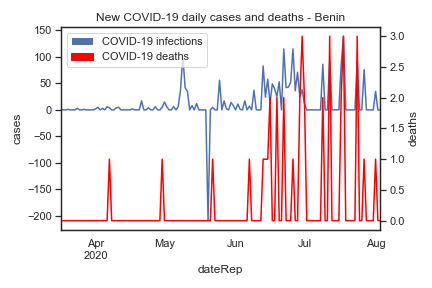 New COVID-19 daily cases and deaths - Benin
COVID-19 infections
COVID-19 deaths
150
100
50
0
−50
−100
−150
−200
cases
3.0
2.5
2.0
1.5
1.0
0.5
0.0
deaths
Apr
2020
May
Jun
Jul
Aug
dateRep